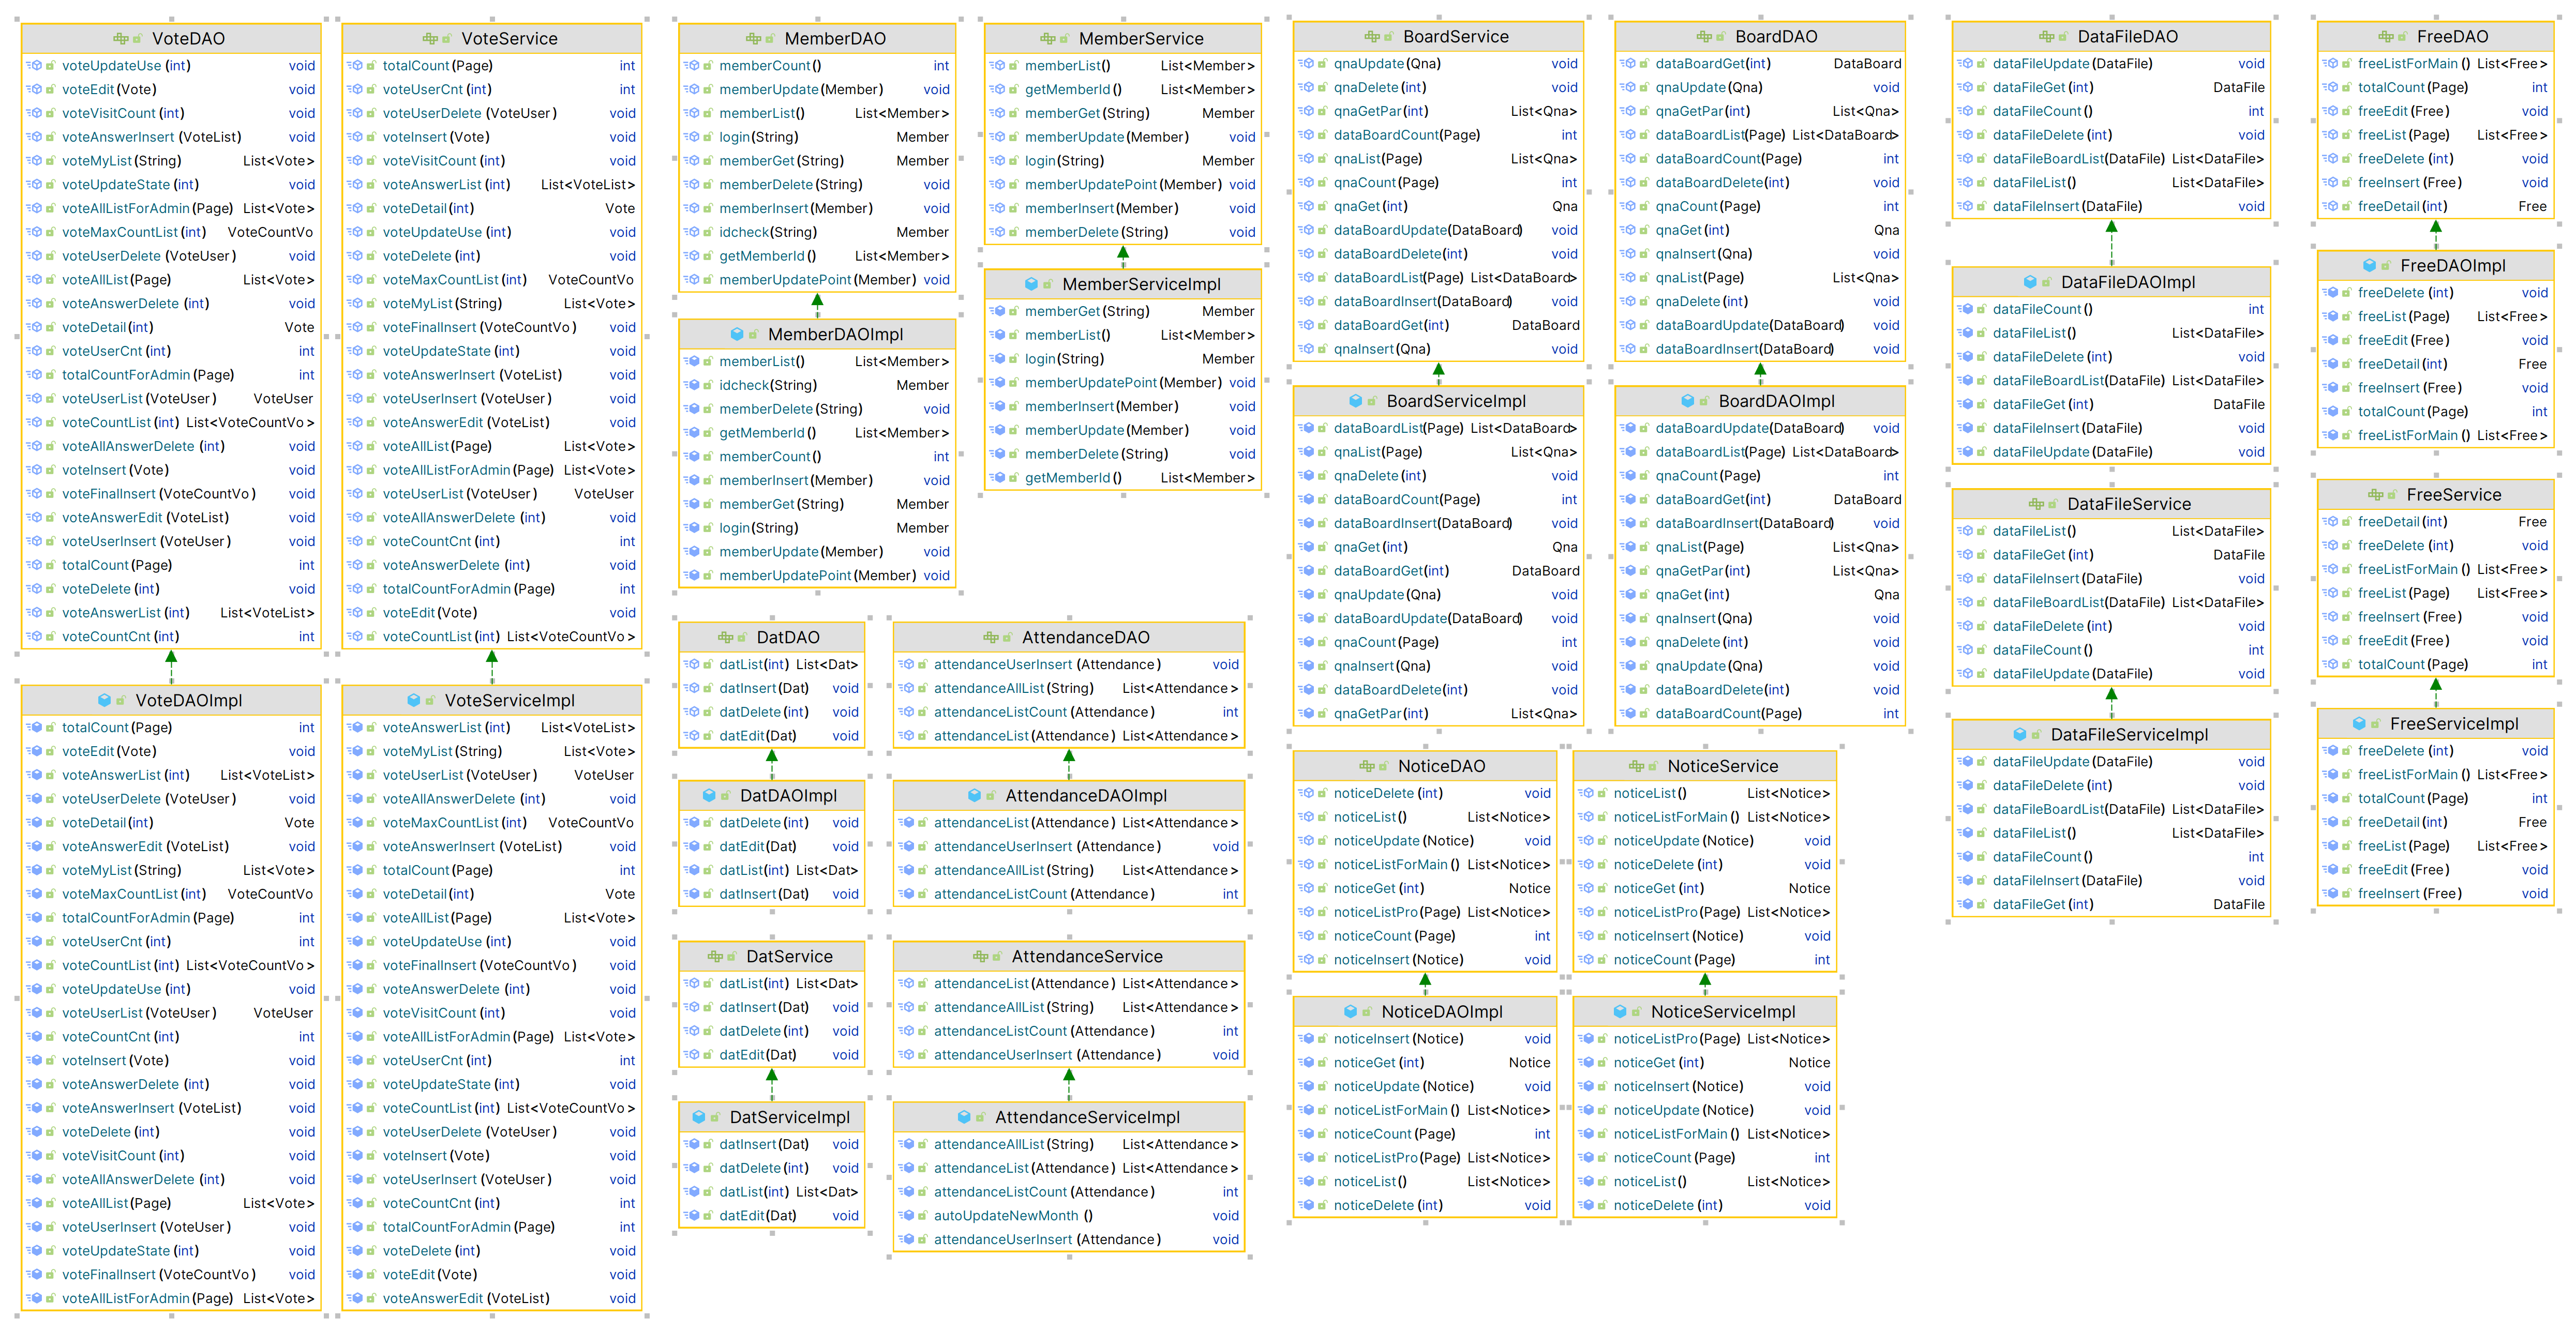 VoteDAO
voteUpdateUse (int) void
voteEdit(Vote) void
voteVisitCount (int) void
voteAnswerInsert (VoteList) void
voteMyList(String) List<Vote>
voteUpdateState (int) void
voteAllListForAdmin(Page) List<Vote>
voteMaxCountList(int) VoteCountVo
voteUserDelete (VoteUser) void
voteAllList(Page) List<Vote>
voteAnswerDelete (int) void
voteDetail(int) Vote
voteUserCnt(int) int
totalCountForAdmin(Page) int
voteUserList(VoteUser) VoteUser
voteCountList(int) List<VoteCountVo>
voteAllAnswerDelete (int) void
voteInsert(Vote) void
voteFinalInsert(VoteCountVo) void
voteAnswerEdit(VoteList) void
voteUserInsert(VoteUser) void
totalCount(Page) int
voteDelete(int) void
voteAnswerList(int) List<VoteList>
voteCountCnt(int) int
VoteDAOImpl
totalCount(Page) int
voteEdit(Vote) void
voteAnswerList(int) List<VoteList>
voteUserDelete (VoteUser) void
voteDetail(int) Vote
voteAnswerEdit(VoteList) void
voteMyList(String) List<Vote>
voteMaxCountList(int) VoteCountVo
totalCountForAdmin(Page) int
voteUserCnt(int) int
voteCountList(int) List<VoteCountVo>
voteUpdateUse (int) void
voteUserList(VoteUser) VoteUser
voteCountCnt(int) int
voteInsert(Vote) void
voteAnswerDelete (int) void
voteAnswerInsert (VoteList) void
voteDelete(int) void
voteVisitCount(int) void
voteAllAnswerDelete (int) void
voteAllList(Page) List<Vote>
voteUserInsert(VoteUser) void
voteUpdateState (int) void
voteFinalInsert(VoteCountVo) void
voteAllListForAdmin(Page) List<Vote>
VoteService
totalCount(Page) int
voteUserCnt(int) int
voteUserDelete (VoteUser) void
voteInsert(Vote) void
voteVisitCount(int) void
voteAnswerList(int) List<VoteList>
voteDetail(int) Vote
voteUpdateUse (int) void
voteDelete(int) void
voteMaxCountList(int) VoteCountVo
voteMyList(String) List<Vote>
voteFinalInsert(VoteCountVo) void
voteUpdateState (int) void
voteAnswerInsert (VoteList) void
voteUserInsert(VoteUser) void
voteAnswerEdit(VoteList) void
voteAllList(Page) List<Vote>
voteAllListForAdmin(Page) List<Vote>
voteUserList(VoteUser) VoteUser
voteAllAnswerDelete (int) void
voteCountCnt(int) int
voteAnswerDelete (int) void
totalCountForAdmin(Page) int
voteEdit(Vote) void
voteCountList(int) List<VoteCountVo>
VoteServiceImpl
voteAnswerList(int) List<VoteList>
voteMyList(String) List<Vote>
voteUserList(VoteUser) VoteUser
voteAllAnswerDelete (int) void
voteMaxCountList(int) VoteCountVo
voteAnswerInsert (VoteList) void
totalCount(Page) int
voteDetail(int) Vote
voteAllList(Page) List<Vote>
voteUpdateUse (int) void
voteFinalInsert(VoteCountVo) void
voteAnswerDelete (int) void
voteVisitCount(int) void
voteAllListForAdmin(Page) List<Vote>
voteUserCnt(int) int
voteUpdateState (int) void
voteCountList(int) List<VoteCountVo>
voteUserDelete (VoteUser) void
voteInsert(Vote) void
voteUserInsert(VoteUser) void
voteCountCnt(int) int
totalCountForAdmin(Page) int
voteDelete(int) void
voteEdit(Vote) void
voteAnswerEdit(VoteList) void
MemberDAO
memberCount() int
memberUpdate(Member) void
memberList() List<Member>
login(String) Member
memberGet(String) Member
memberDelete(String) void
memberInsert(Member) void
idcheck(String) Member
getMemberId() List<Member>
memberUpdatePoint(Member) void
MemberDAOImpl
memberList() List<Member>
idcheck(String) Member
memberDelete(String) void
getMemberId() List<Member>
memberCount() int
memberInsert(Member) void
memberGet(String) Member
login(String) Member
memberUpdate(Member) void
memberUpdatePoint(Member) void
MemberService
memberList() List<Member>
getMemberId() List<Member>
memberGet(String) Member
memberUpdate(Member) void
login(String) Member
memberUpdatePoint(Member) void
memberInsert(Member) void
memberDelete(String) void
MemberServiceImpl
memberGet(String) Member
memberList() List<Member>
login(String) Member
memberUpdatePoint(Member) void
memberInsert(Member) void
memberUpdate(Member) void
memberDelete(String) void
getMemberId() List<Member>
DatDAO
datList(int) List<Dat>
datInsert(Dat) void
datDelete(int) void
datEdit(Dat) void
DatDAOImpl
datDelete(int) void
datEdit(Dat) void
datList(int) List<Dat>
datInsert(Dat) void
DatService
datList(int) List<Dat>
datInsert(Dat) void
datDelete(int) void
datEdit(Dat) void
DatServiceImpl
datInsert(Dat) void
datDelete(int) void
datList(int) List<Dat>
datEdit(Dat) void
AttendanceDAO
attendanceUserInsert (Attendance) void
attendanceAllList(String) List<Attendance>
attendanceListCount (Attendance) int
attendanceList(Attendance) List<Attendance>
AttendanceDAOImpl
attendanceList(Attendance) List<Attendance>
attendanceUserInsert (Attendance) void
attendanceAllList(String) List<Attendance>
attendanceListCount (Attendance) int
AttendanceService
attendanceList(Attendance) List<Attendance>
attendanceAllList(String) List<Attendance>
attendanceListCount (Attendance) int
attendanceUserInsert (Attendance) void
AttendanceServiceImpl
attendanceAllList(String) List<Attendance>
attendanceList(Attendance) List<Attendance>
attendanceListCount (Attendance) int
autoUpdateNewMonth () void
attendanceUserInsert (Attendance) void
BoardService
qnaUpdate(Qna) void
qnaDelete(int) void
qnaGetPar(int) List<Qna>
dataBoardCount(Page) int
qnaList(Page) List<Qna>
qnaCount(Page) int
qnaGet(int) Qna
dataBoardUpdate(DataBoard) void
dataBoardDelete(int) void
dataBoardList(Page) List<DataBoard>
dataBoardInsert(DataBoard) void
dataBoardGet(int) DataBoard
qnaInsert(Qna) void
BoardServiceImpl
dataBoardList(Page) List<DataBoard>
qnaList(Page) List<Qna>
qnaDelete(int) void
dataBoardCount(Page) int
dataBoardInsert(DataBoard) void
qnaGet(int) Qna
dataBoardGet(int) DataBoard
qnaUpdate(Qna) void
dataBoardUpdate(DataBoard) void
qnaCount(Page) int
qnaInsert(Qna) void
dataBoardDelete(int) void
qnaGetPar(int) List<Qna>
BoardDAO
dataBoardGet(int) DataBoard
qnaUpdate(Qna) void
qnaGetPar(int) List<Qna>
dataBoardList(Page) List<DataBoard>
dataBoardCount(Page) int
dataBoardDelete(int) void
qnaCount(Page) int
qnaGet(int) Qna
qnaInsert(Qna) void
qnaList(Page) List<Qna>
qnaDelete(int) void
dataBoardUpdate(DataBoard) void
dataBoardInsert(DataBoard) void
BoardDAOImpl
dataBoardUpdate(DataBoard) void
dataBoardList(Page) List<DataBoard>
qnaCount(Page) int
dataBoardGet(int) DataBoard
dataBoardInsert(DataBoard) void
qnaList(Page) List<Qna>
qnaGetPar(int) List<Qna>
qnaGet(int) Qna
qnaInsert(Qna) void
qnaDelete(int) void
qnaUpdate(Qna) void
dataBoardDelete(int) void
dataBoardCount(Page) int
NoticeDAO
noticeDelete (int) void
noticeList() List<Notice>
noticeUpdate (Notice) void
noticeListForMain () List<Notice>
noticeGet(int) Notice
noticeListPro(Page) List<Notice>
noticeCount(Page) int
noticeInsert(Notice) void
NoticeDAOImpl
noticeInsert(Notice) void
noticeGet(int) Notice
noticeUpdate (Notice) void
noticeListForMain () List<Notice>
noticeCount(Page) int
noticeListPro(Page) List<Notice>
noticeList() List<Notice>
noticeDelete (int) void
NoticeService
noticeList() List<Notice>
noticeListForMain () List<Notice>
noticeUpdate (Notice) void
noticeDelete (int) void
noticeGet(int) Notice
noticeListPro(Page) List<Notice>
noticeInsert(Notice) void
noticeCount(Page) int
NoticeServiceImpl
noticeListPro(Page) List<Notice>
noticeGet(int) Notice
noticeInsert(Notice) void
noticeUpdate (Notice) void
noticeListForMain () List<Notice>
noticeCount(Page) int
noticeList() List<Notice>
noticeDelete (int) void
DataFileDAO
dataFileUpdate(DataFile) void
dataFileGet(int) DataFile
dataFileCount() int
dataFileDelete(int) void
dataFileBoardList(DataFile) List<DataFile>
dataFileList() List<DataFile>
dataFileInsert(DataFile) void
DataFileDAOImpl
dataFileCount() int
dataFileList() List<DataFile>
dataFileDelete(int) void
dataFileBoardList(DataFile) List<DataFile>
dataFileGet(int) DataFile
dataFileInsert(DataFile) void
dataFileUpdate(DataFile) void
DataFileService
dataFileList() List<DataFile>
dataFileGet(int) DataFile
dataFileInsert(DataFile) void
dataFileBoardList(DataFile) List<DataFile>
dataFileDelete(int) void
dataFileCount() int
dataFileUpdate(DataFile) void
DataFileServiceImpl
dataFileUpdate(DataFile) void
dataFileDelete(int) void
dataFileBoardList(DataFile) List<DataFile>
dataFileList() List<DataFile>
dataFileCount() int
dataFileInsert(DataFile) void
dataFileGet(int) DataFile
FreeDAO
freeListForMain () List<Free>
totalCount(Page) int
freeEdit(Free) void
freeList(Page) List<Free>
freeDelete (int) void
freeInsert (Free) void
freeDetail(int) Free
FreeDAOImpl
freeDelete (int) void
freeList(Page) List<Free>
freeEdit(Free) void
freeDetail(int) Free
freeInsert (Free) void
totalCount(Page) int
freeListForMain () List<Free>
FreeService
freeDetail(int) Free
freeDelete (int) void
freeListForMain () List<Free>
freeList(Page) List<Free>
freeInsert (Free) void
freeEdit(Free) void
totalCount(Page) int
FreeServiceImpl
freeDelete (int) void
freeListForMain () List<Free>
totalCount(Page) int
freeDetail(int) Free
freeList(Page) List<Free>
freeEdit(Free) void
freeInsert (Free) void